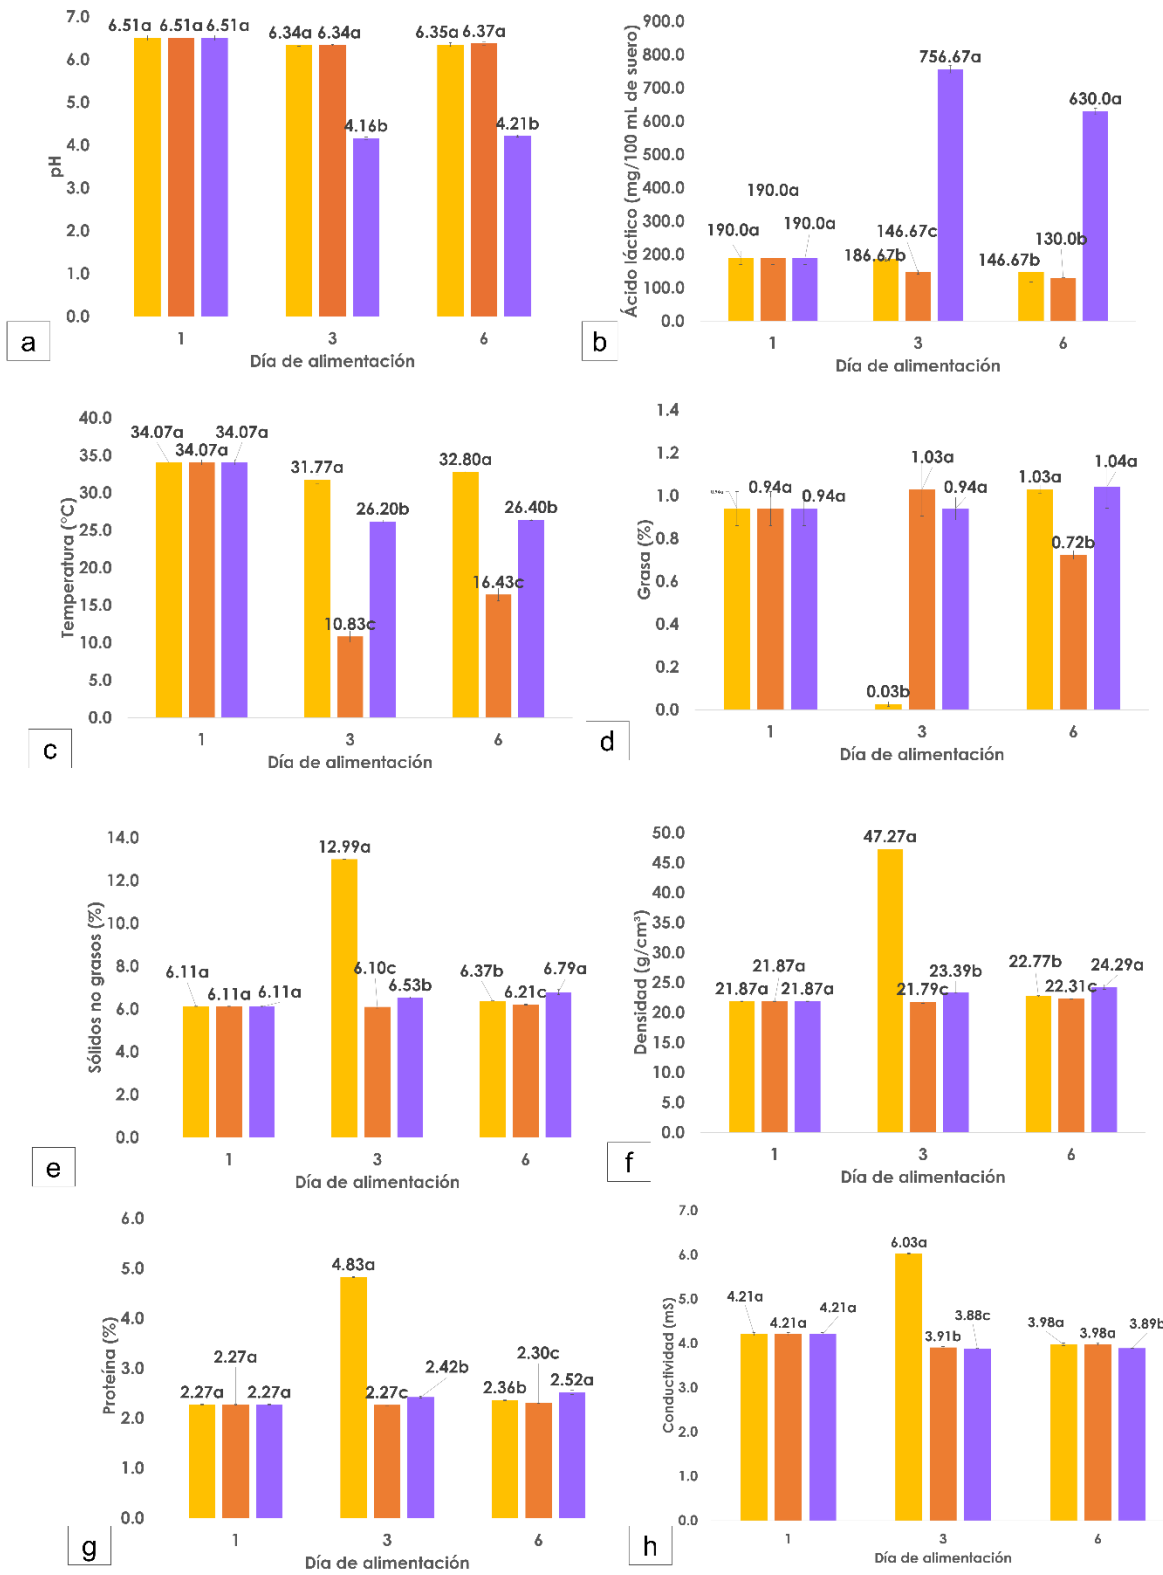 7.0
6.0
5.0
4.0
3.0
2.0
1.0
0.0
pH
6.51a 6.51a 6.51a
6.34a 6.34a
4.16b
6.35a 6.37a
4.21b
1 3 6
Día de alimentación
a
900.0
800.0
700.0
600.0
500.0
400.0
300.0
200.0
100.0
0.0
Ácido láctico (mg/100 mL de suero)
190.0a
190.0a
190.0a
186.67b
146.67c
756.67a
146.67b
130.0b
630.0a
1 3 6
Día de alimentación
b
40.0
35.0
30.0
25.0
20.0
15.0
10.0
5.0
0.0
Temperatura (°C)
34.07a
34.07a
34.07a
31.77a
10.83c
26.20b
32.80a
16.43c
26.40b
1 3 6
Día de alimentación
c
1.4
1.2
1.0
0.8
0.6
0.4
0.2
0.0
Grasa (%)
0.94a
0.94a
0.03b
1.03a
0.94a
1.03a
0.72b
1.04a
1 3 6
Día de alimentación
d
14.0
12.0
10.0
8.0
6.0
4.0
2.0
0.0
Sólidos no grasos (%)
6.11a
6.11a
6.11a
12.99a
6.10c
6.53b
6.37b
6.21c
6.79a
1 3 6
Día de alimentación
e
50.0
45.0
40.0
35.0
30.0
25.0
20.0
15.0
10.0
5.0
0.0
Densidad (g/cm³)
21.87a
21.87a
21.87a
47.27a
21.79c
23.39b
22.77b
22.31c
24.29a
1 3 6
Día de alimentación
f
6.0
5.0
4.0
3.0
2.0
1.0
0.0
Proteína (%)
2.27a
2.27a
2.27a
4.83a
2.27c
2.42b
2.36b
2.30c
2.52a
1 3 6
Día de alimentación
g
7.0
6.0
5.0
4.0
3.0
2.0
1.0
0.0
Conductividad (mS)
4.21a
4.21a
4.21a
6.03a
3.91b
3.88c
3.98a
3.98a
3.89b
1 3 6
Día de alimentación
h